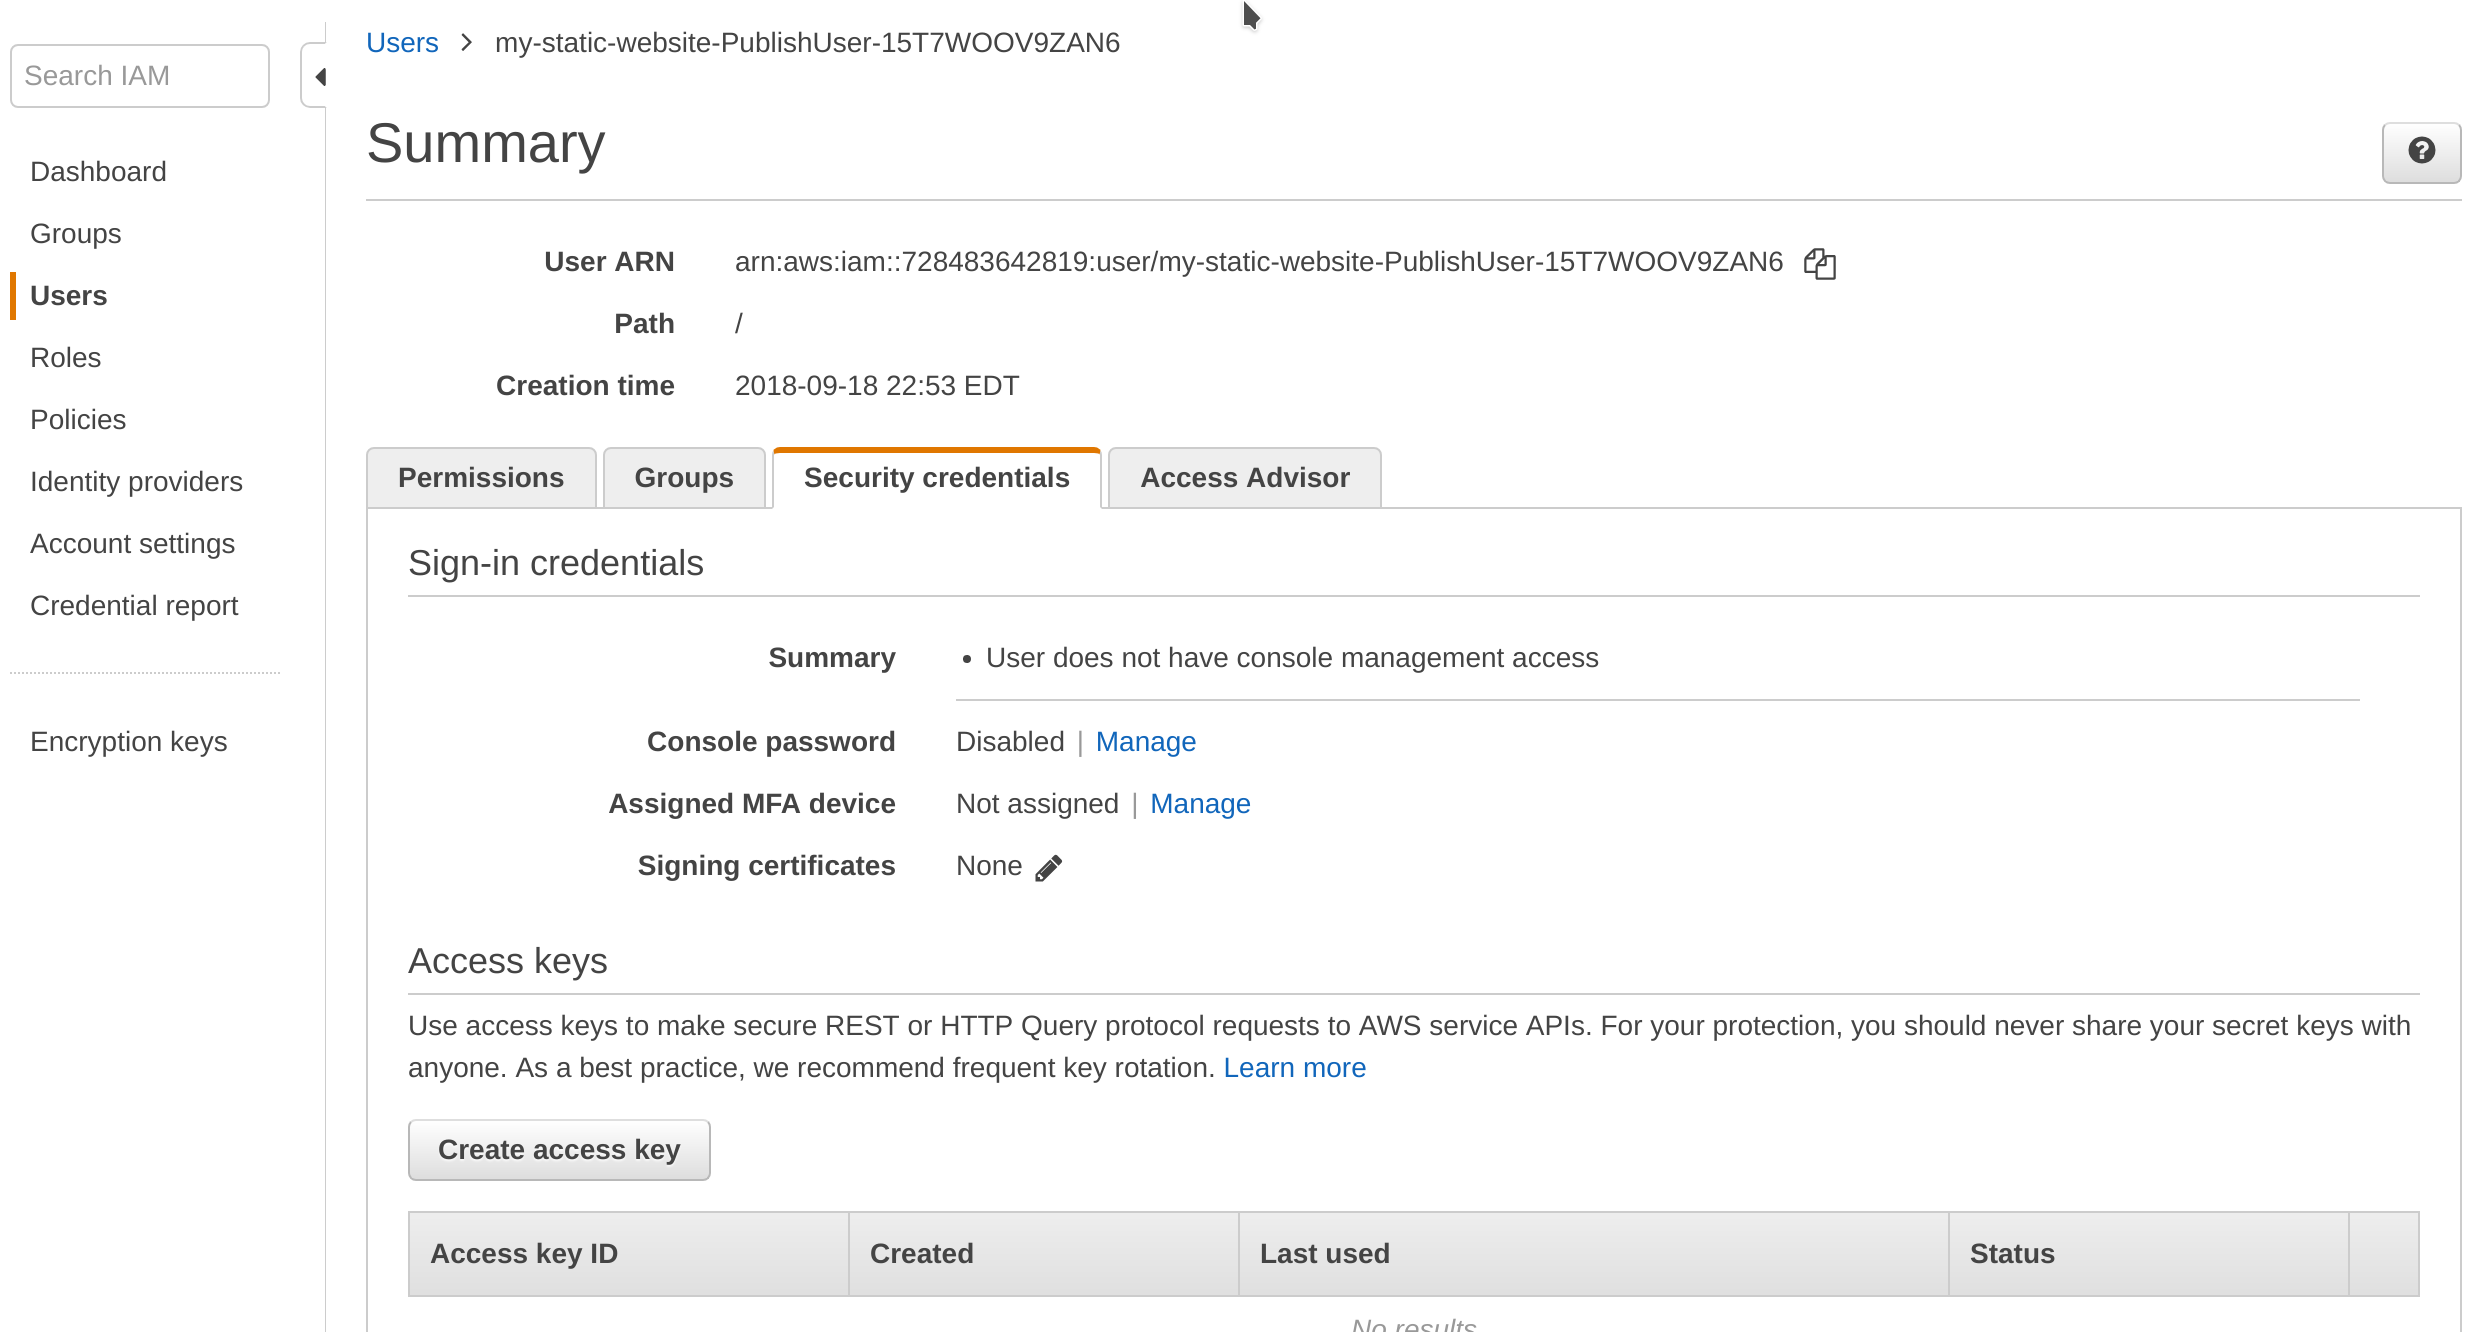 Users > my-static-website-PublishUser-15T7WOOV9ZAN6
Search IAM
Dashboard
Groups
Users
Roles
Policies
Identity providers
Account settings
Credential report
Encryption keys
Summary
User ARN arn:aws:iam::728483642819:user/my-static-website-PublishUser-15T7WOOV9ZAN6
Path /
Creation time 2018-09-18 22:53 EDT
Permissions Groups Security credentials Access Advisor
Sign-in credentials
Summary • User does not have console management access
Console password Disabled | Manage
Assigned MFA device Not assigned | Manage
Signing certificates None
Access keys
Use access keys to make secure REST or HTTP Query protocol requests to AWS service APIs. For your protection, you should never share your secret keys with
anyone. As a best practice, we recommend frequent key rotation. Learn more
Create access key
Access key ID Created Last used Status
No results